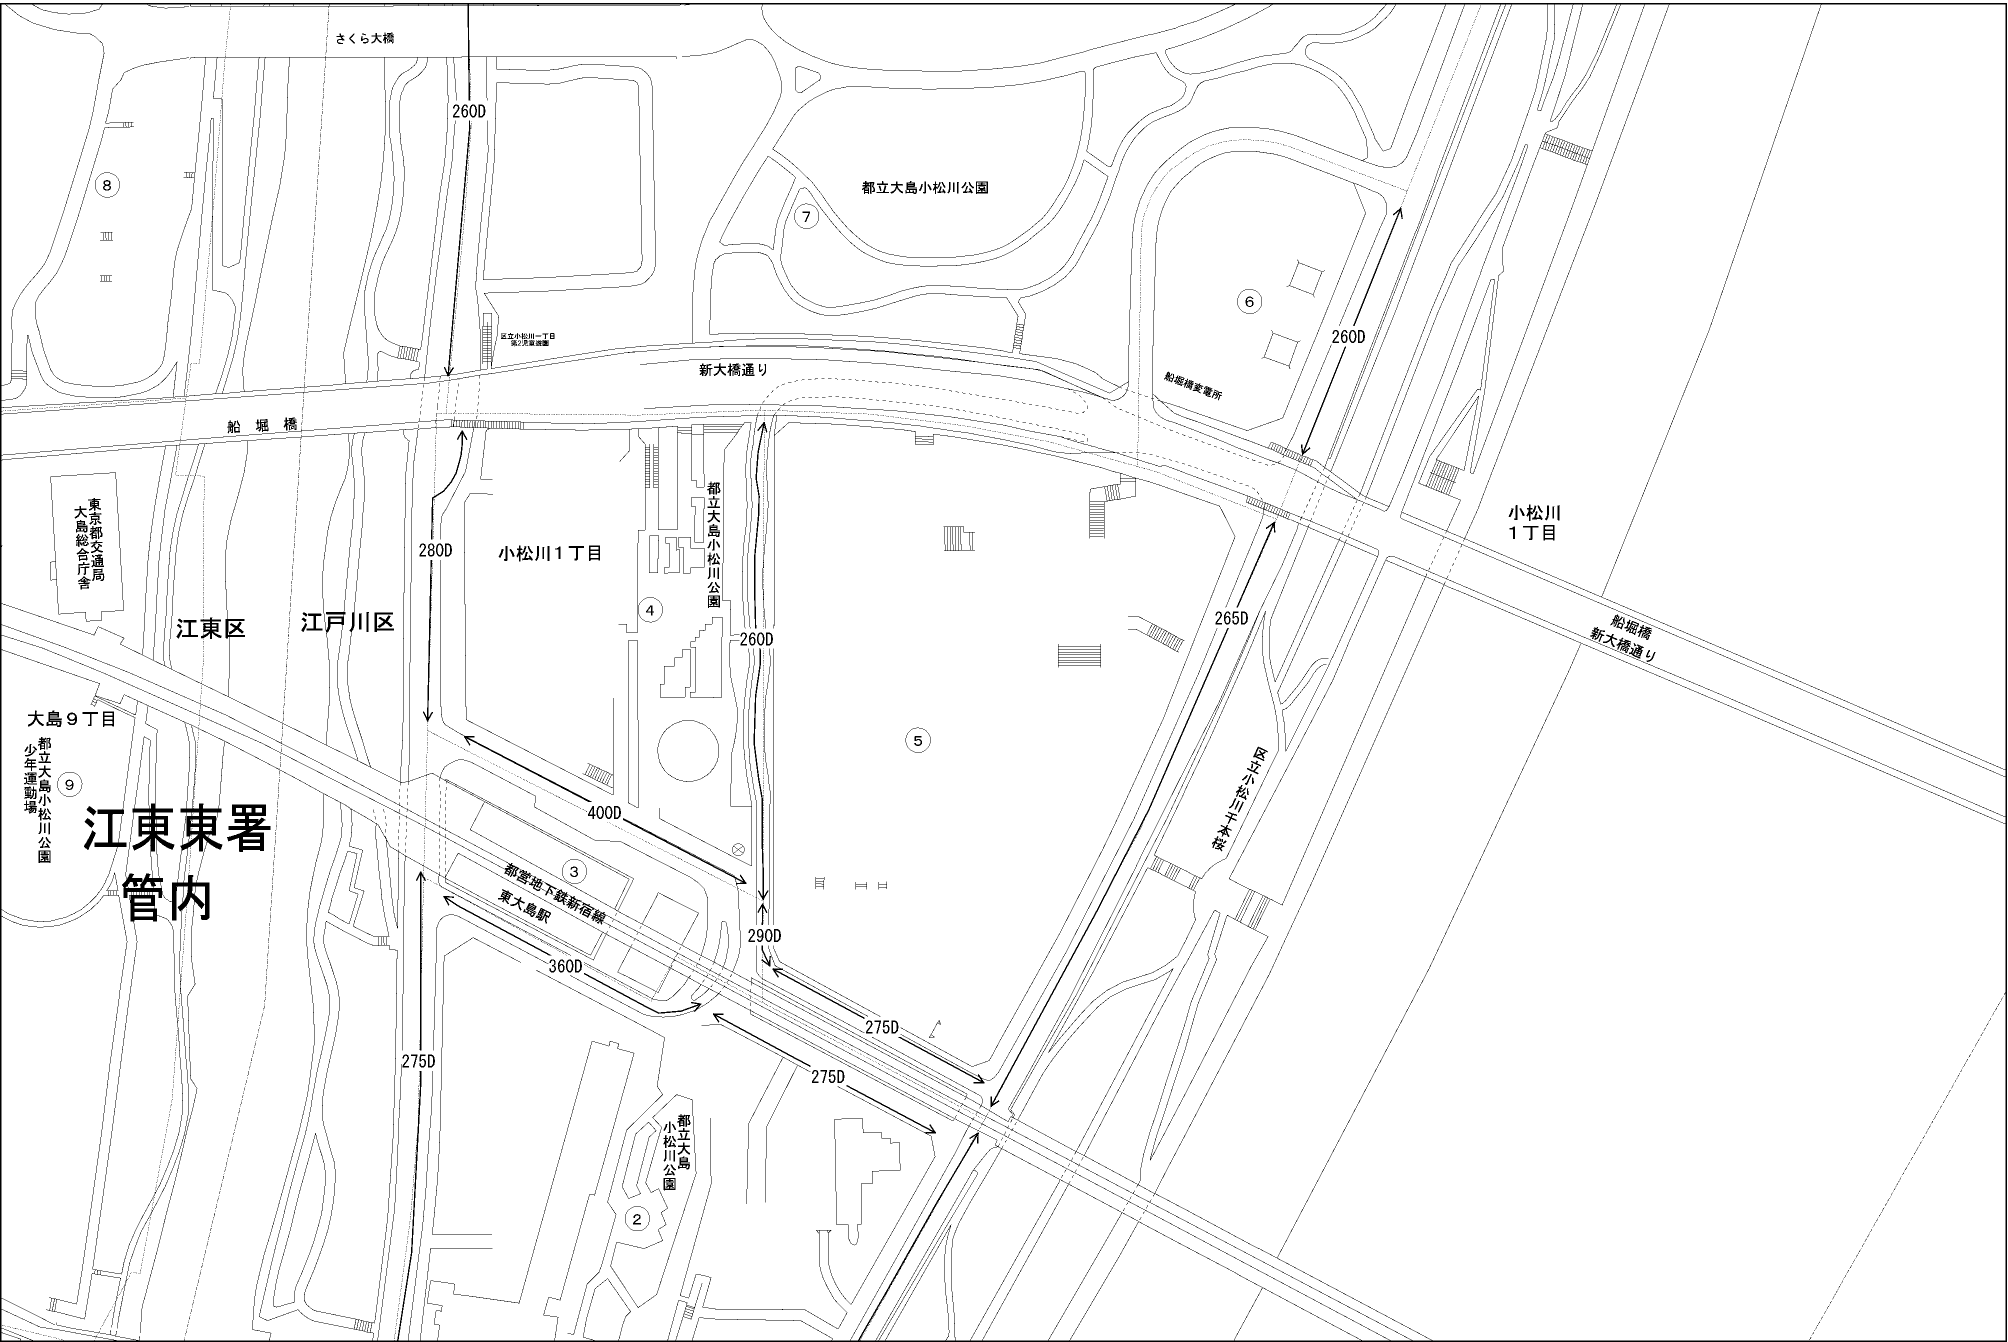 さくら大橋
260D
⑧
都立大島小松川公園
⑦
⑥
260D
区立小松川一丁目
第2児童遊園
新大橋通り
船堀橋変電所
船堀橋
東京都交通局
大島総合庁舎
280D
小松川1丁目
都立大島小松川公園
小松川
1丁目
④
江東区
江戸川区
260D
265D
船堀橋
新大橋通り
大島9丁目
都立大島小松川公園
少年運動場
⑨
⑤
区立小松川千本桜
江東東署
管内
400D
③
都営地下鉄新宿線
東大島駅
290D
360D
275D
275D
275D
都立大島
小松川公園
②